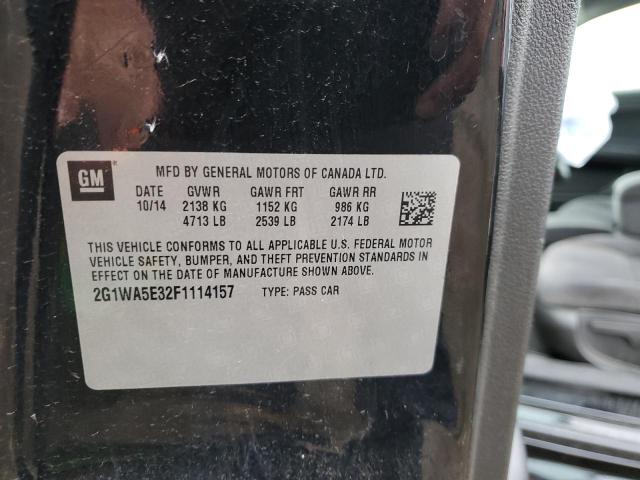 GM ®
MFD BY GENERAL MOTORS OF CANADA LTD.
DATE GVWR GAWR FRT GAWR RR
10/14 2138 KG 1152 KG 986 KG
4713 LB 2539 LB 2174 LB
THIS VEHICLE CONFORMS TO ALL APPLICABLE U.S. FEDERAL MOTOR
VEHICLE SAFETY, BUMPER, AND THEFT PREVENTION STANDARDS IN
EFFECT ON THE DATE OF MANUFACTURE SHOWN ABOVE.
2G1WA5E32F1114157 TYPE: PASS CAR